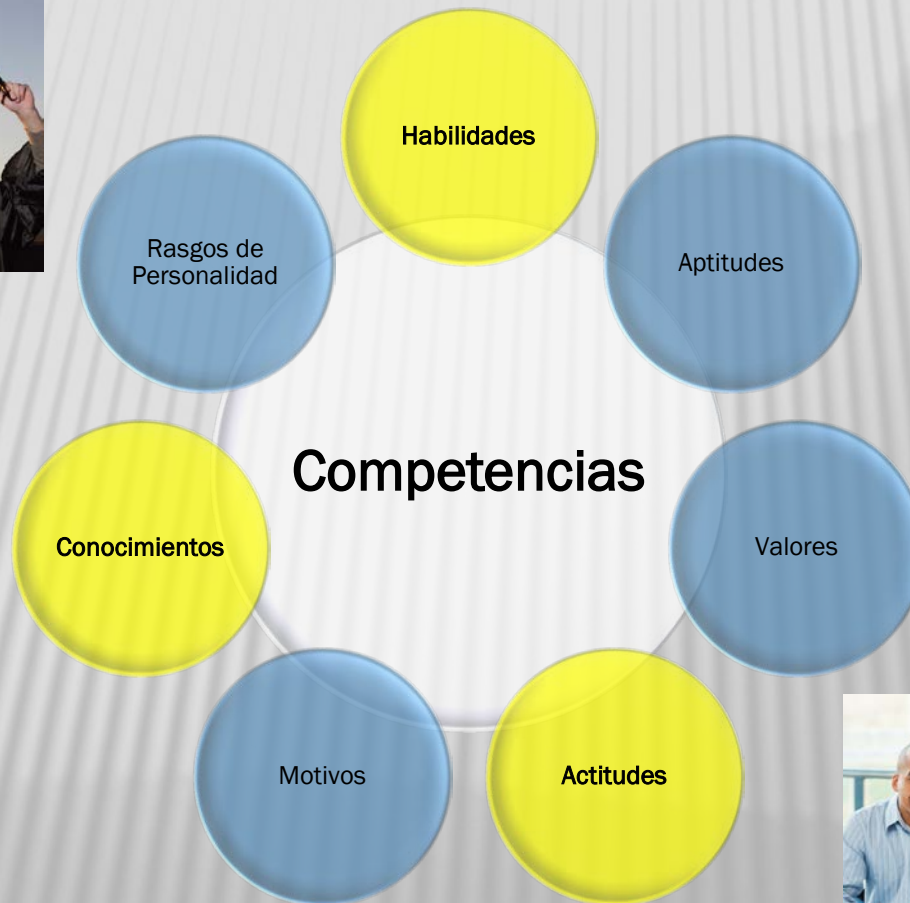 Habilidades
Rasgos de
Personalidad
Aptitudes
Competencias
Conocimientos
Valores
Motivos
Actitudes